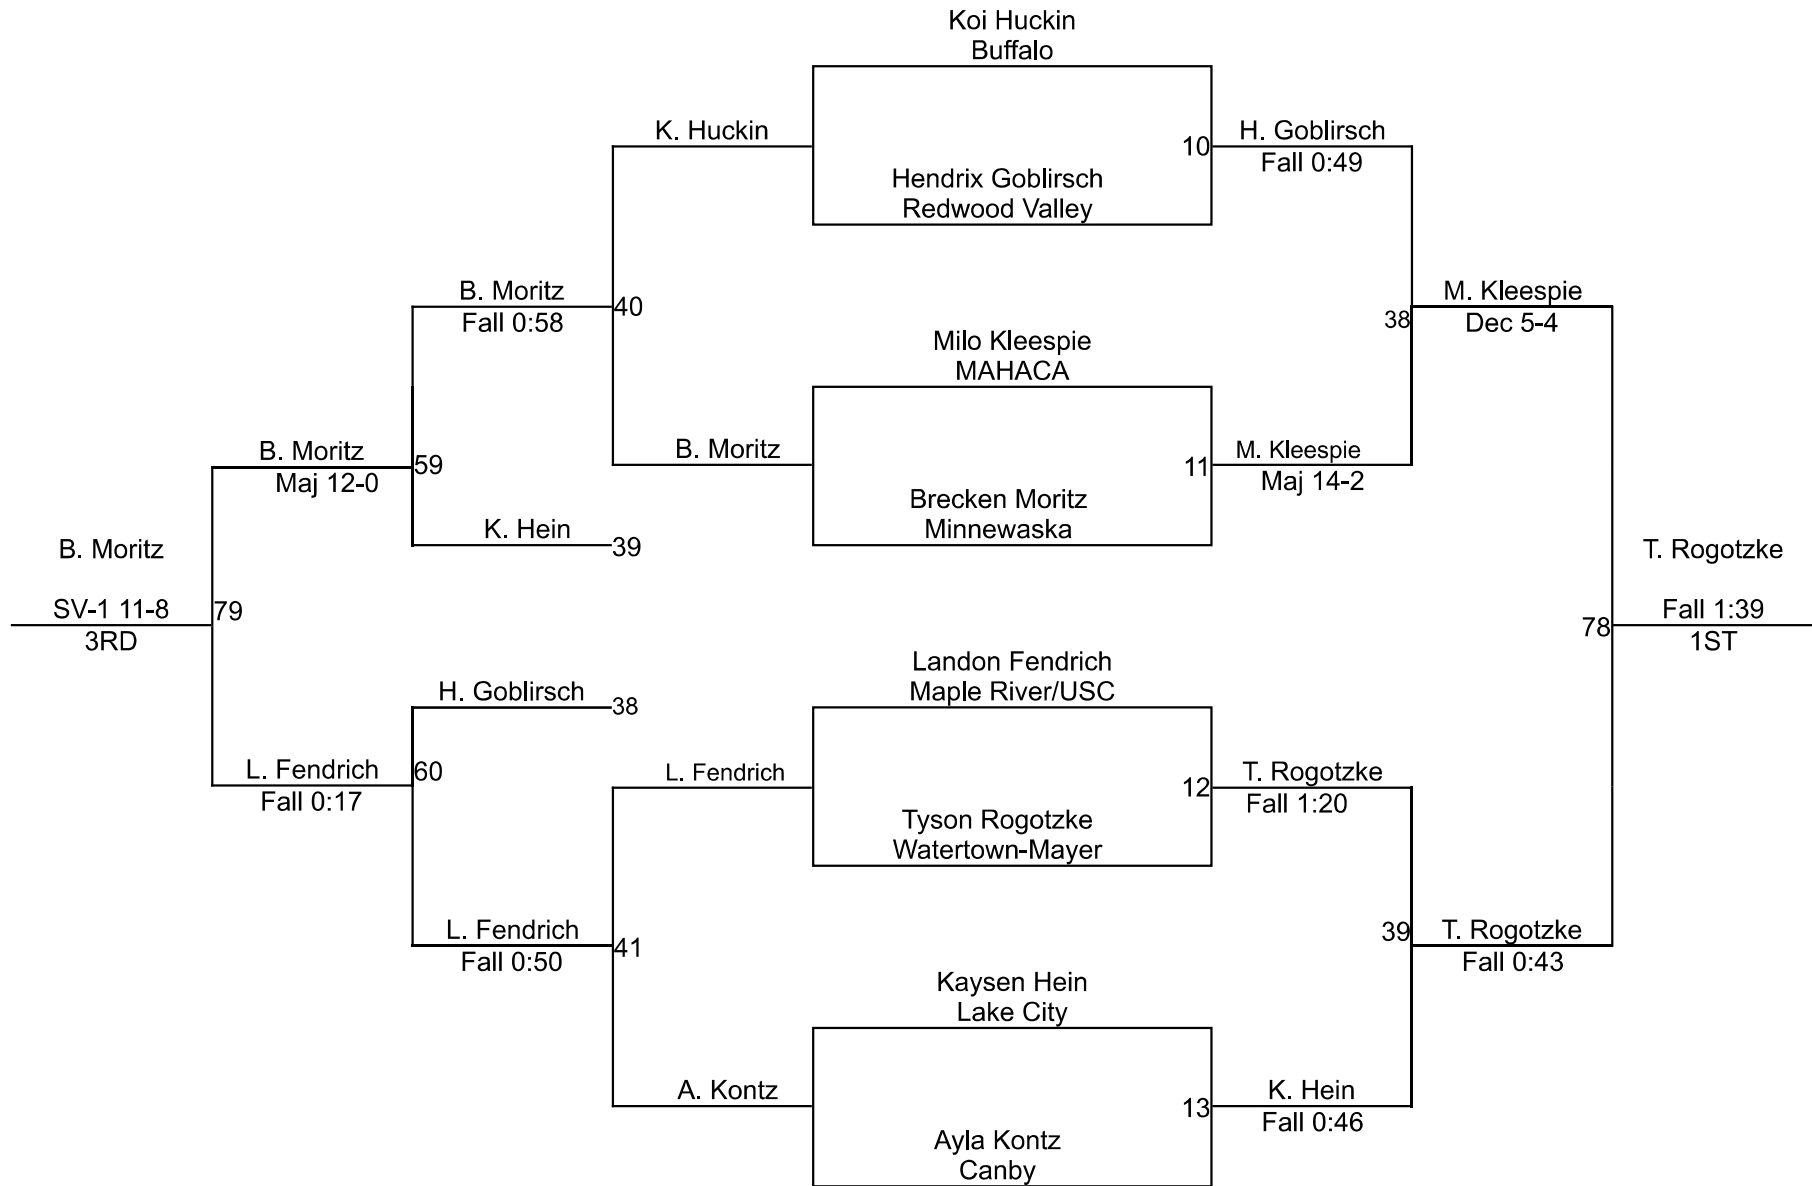 Koi Huckin
Buffalo
K. Huckin
10
H. Goblirsch
Fall 0:49
Hendrix Goblirsch
Redwood Valley
B. Moritz
Fall 0:58
40
M. Kleespie
Dec 5-4
38
Milo Kleespie
MAHACA
B. Moritz
Maj 12-0
59
B. Moritz
11
M. Kleespie
Maj 14-2
Brecken Moritz
Minnewaska
K. Hein
39
B. Moritz
SV-1 11-8
3RD
79
T. Rogotzke
Fall 1:39
1ST
78
Landon Fendrich
Maple River/USC
H. Goblirsch
38
L. Fendrich
Fall 0:17
60
L. Fendrich
12
T. Rogotzke
Fall 1:20
Tyson Rogotzke
Watertown-Mayer
L. Fendrich
Fall 0:50
41
39
T. Rogotzke
Fall 0:43
Kaysen Hein
Lake City
A. Kontz
13
K. Hein
Fall 0:46
Ayla Kontz
Canby